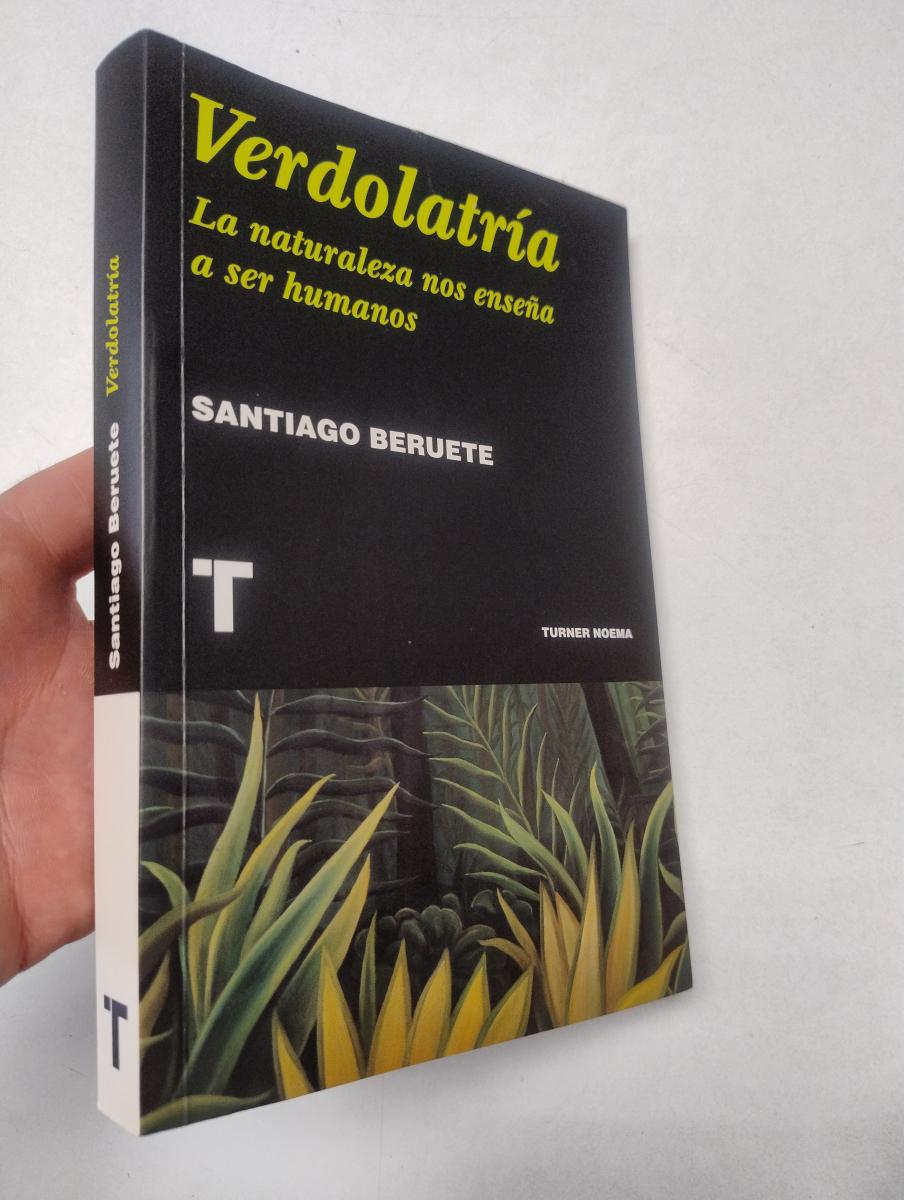 Verdolatría
La naturaleza nos enseña
a ser humanos
SANTIAGO BERUETE
T
TURNER NOEMA
Santiago Beruete Verdolatría
T